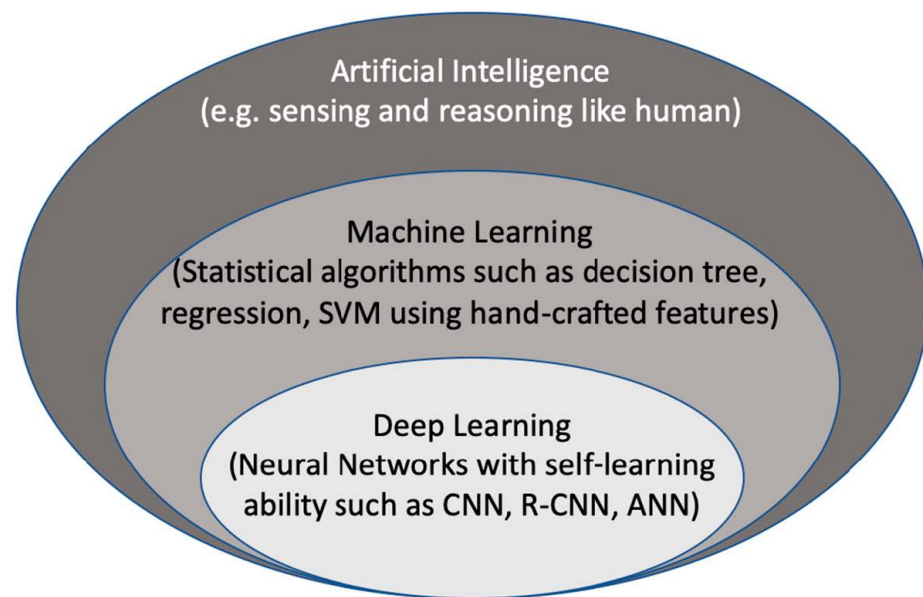 Artificial Intelligence
(e.g. sensing and reasoning like human)
Machine Learning
(Statistical algorithms such as decision tree,
regression, SVM using hand-crafted features)
Deep Learning
(Neural Networks with self-learning
ability such as CNN, R-CNN, ANN)